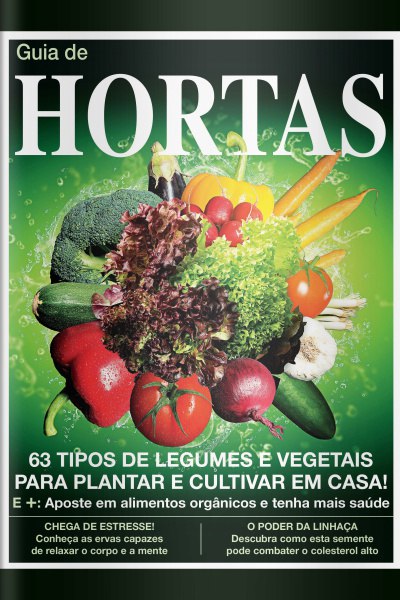 Guia de
HORTAS
63 TIPOS DE LEGUMES E VEGETAIS
PARA PLANTAR E CULTIVAR EM CASA!
E +: Aposte em alimentos orgânicos e tenha mais saúde
CHEGA DE ESTRESSE!
Conheça as ervas capazes
de relaxar o corpo e a mente
O PODER DA LINHAÇA
Descubra como esta semente
pode combater o colesterol alto